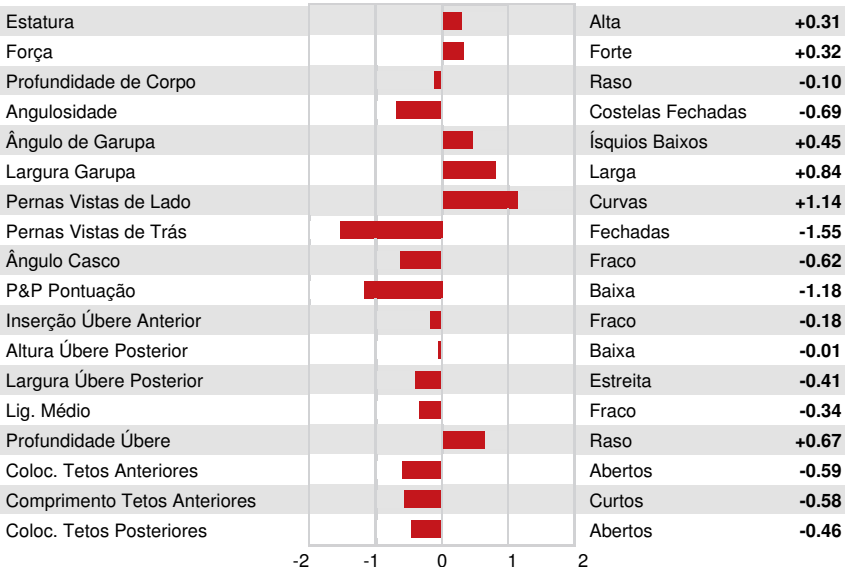 Estatura Alta +0.31
Força Forte +0.32
Profundidade de Corpo Raso -0.10
Angulosidade Costelas Fechadas -0.69
Ângulo de Garupa Ísquios Baixos +0.45
Largura Garupa Larga +0.84
Pernas Vistas de Lado Curvas +1.14
Pernas Vistas de Trás Fechadas -1.55
Ângulo Casco Fraco -0.62
P&P Pontuação Baixa -1.18
Inserção Úbere Anterior Fraco -0.18
Altura Úbere Posterior Baixa -0.01
Largura Úbere Posterior Estreita -0.41
Lig. Médio Fraco -0.34
Profundidade Úbere Raso +0.67
Coloc. Tetos Anteriores Abertos -0.59
Comprimento Tetos Anteriores Curtos -0.58
Coloc. Tetos Posteriores Abertos -0.46
-2 -1 0 1 2